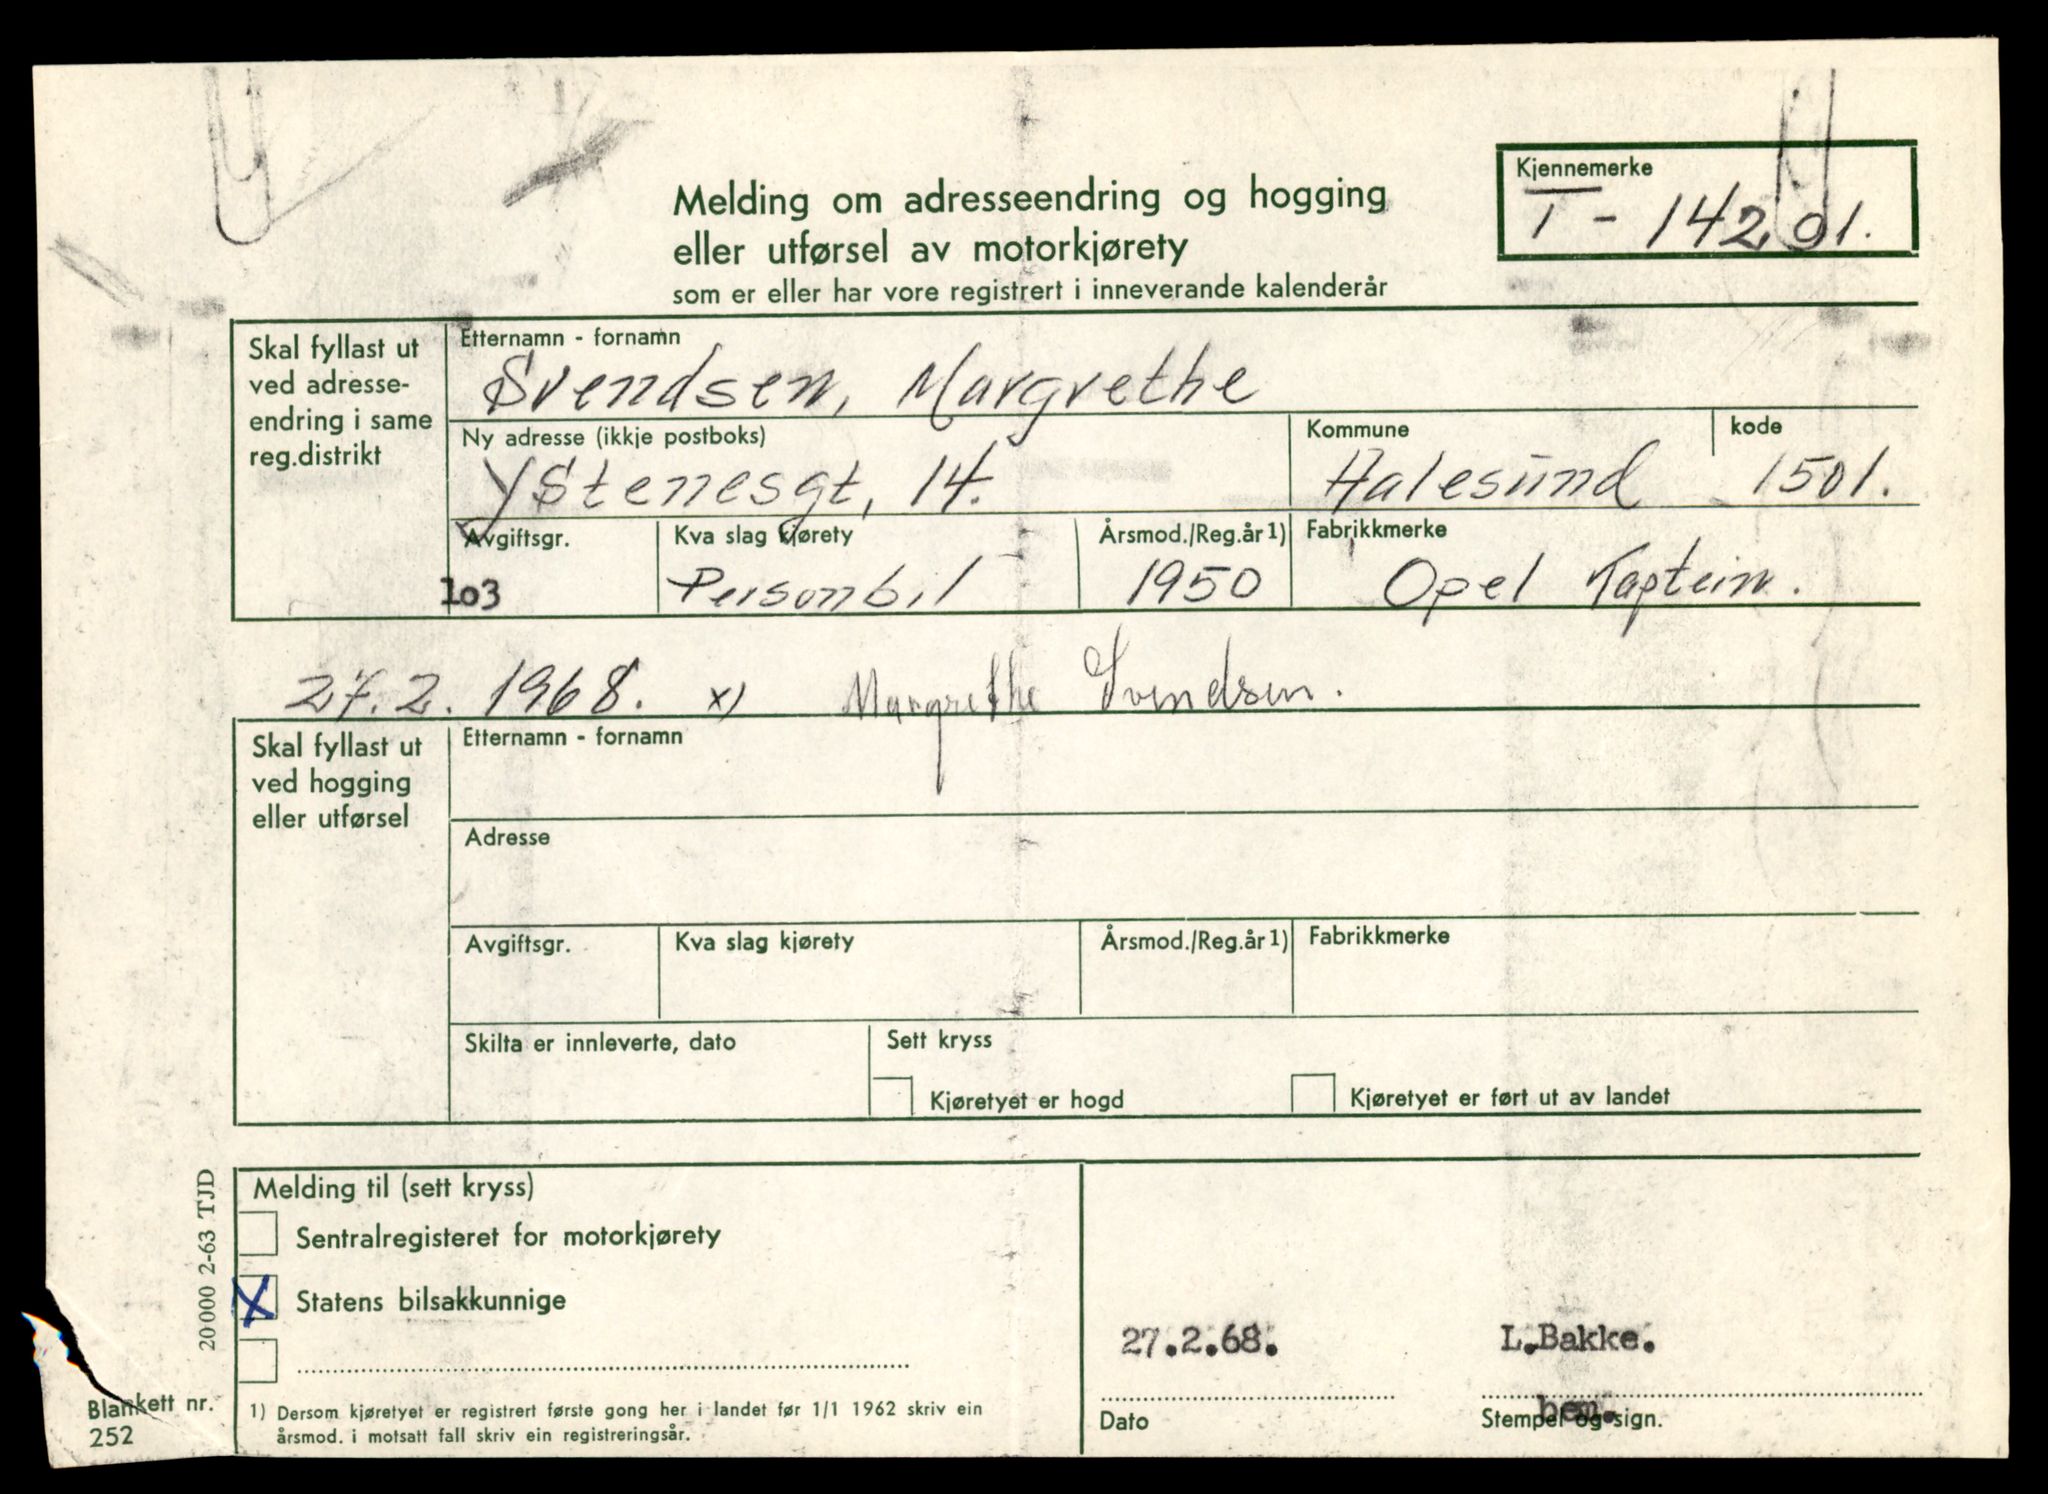 Kjennemerke
T - 14201.
Melding om adresseendring og hogging
eller utførsel av motorkjørety
som er eller har vore registrert i inneverande kalenderår
Skal fyllast ut
ved adresse-
endring i same
reg.distrikt
Etternamn - fornamn
Svendsen, Margrethe
Ny adresse (ikkje postboks)
Ystenesgt, 14.
Kommune
Aalesund
kode
1501.
Avgiftsgr.
1o3
Kva slag kjørety
Personbil
Årsmod./Reg.år 1)
1950
Fabrikkmerke
Opel Kaptein.
27.2.1968. x) Margrethe Svendsen.
Skal fyllast ut
ved hogging
eller utførsel
Etternamn - fornamn
Adresse
Avgiftsgr.
Kva slag kjørety
Årsmod./Reg.år 1)
Fabrikkmerke
Skilta er innleverte, dato
Sett kryss
Kjøretyet er hogd
Kjøretyet er ført ut av landet
Melding til (sett kryss)
Sentralregisteret for motorkjørety
X Statens bilsakkunnige
27.2.68.
L.Bakke.
bem.
Dato
Stempel og sign.
1) Dersom kjøretyet er registrert første gong her i landet før 1/1 1962 skriv ein
årsmod. i motsatt fall skriv ein registreringsår.
20000 2-63 TJD
Blankett nr.
252